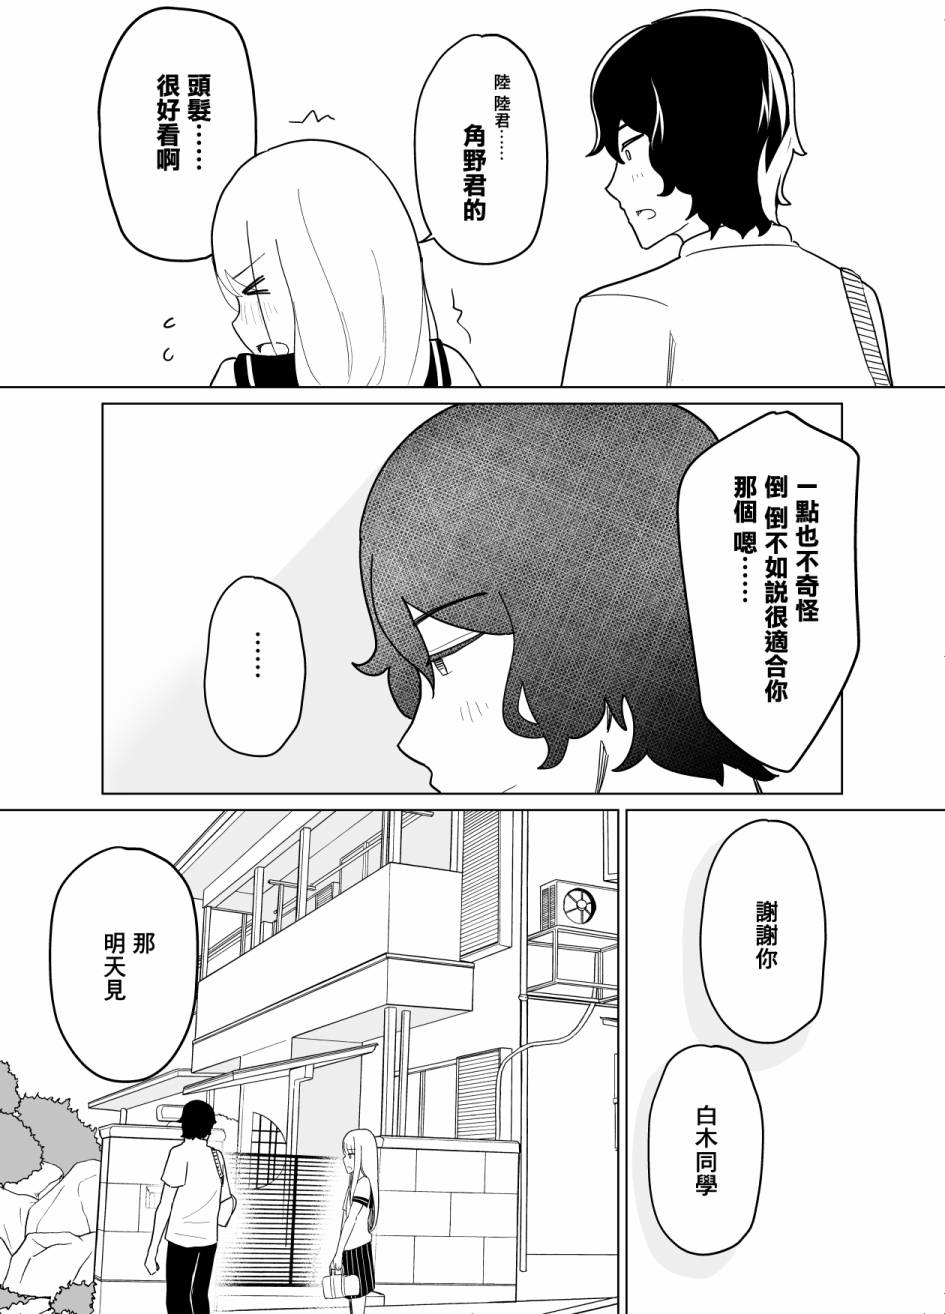 陸 陸君……
角野君的
頭髮……
很好看啊
一點也不奇怪
倒 倒不如說很適合你
那個 嗯……
……
謝謝你
白木同學
那
明天見